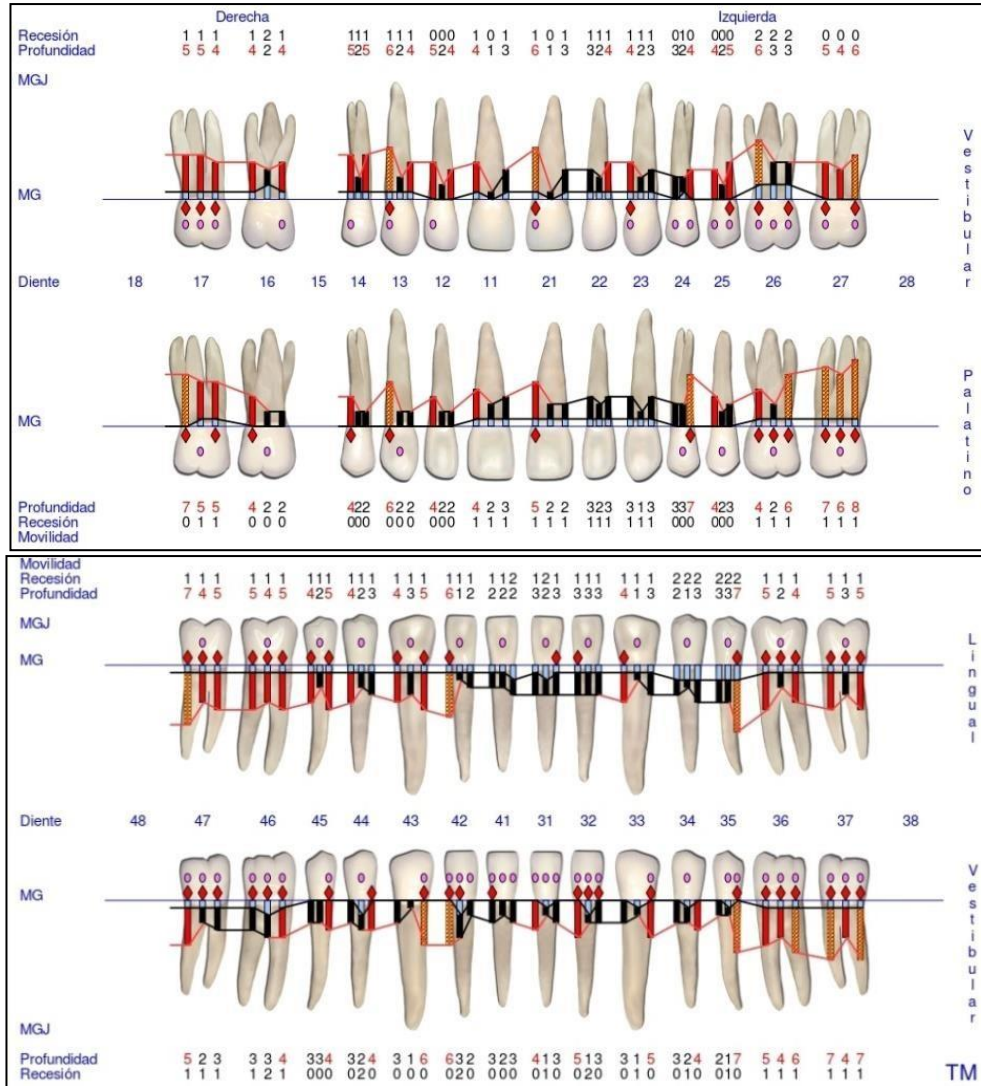 Derecha Izquierda
Recesión 1 1 1 1 2 1 111 111 000 1 0 1 1 0 1 111 111 010 000 2 2 2 0 0 0
Profundidad 5 5 4 4 2 4 525 624 524 4 1 3 6 1 3 324 423 324 425 6 3 3 5 4 6
MGJ
MG
Vestibular
Diente 18 17 16 15 14 13 12 11 21 22 23 24 25 26 27 28
MG
Palatino
Profundidad 7 5 5 4 2 2 422 6 2 2 422 4 2 3 5 2 2 323 313 337 423 4 2 6 7 6 8
Recesión 0 1 1 0 0 0 000 0 0 0 000 1 1 1 1 1 1 111 111 000 000 1 1 1 1 1 1
Movilidad
Movilidad
Recesión 1 1 1 1 1 1 111 1 1 1 1 1 1 111 112 121 111 1 1 1 222 222 1 1 1 1 1 1
Profundidad 7 4 5 5 4 5 425 4 2 3 4 3 5 612 222 323 333 4 1 3 213 337 5 2 4 5 3 5
MGJ
MG
Lingual
Diente 48 47 46 45 44 43 42 41 31 32 33 34 35 36 37 38
MG
Vestibular
MGJ
Profundidad 5 2 3 3 3 4 334 324 3 1 6 632 323 413 513 3 1 5 324 217 5 4 6 7 4 7
Recesión 1 1 1 1 2 1 000 020 0 1 0 020 000 010 020 0 1 0 010 010 1 1 1 1 1 1
TM